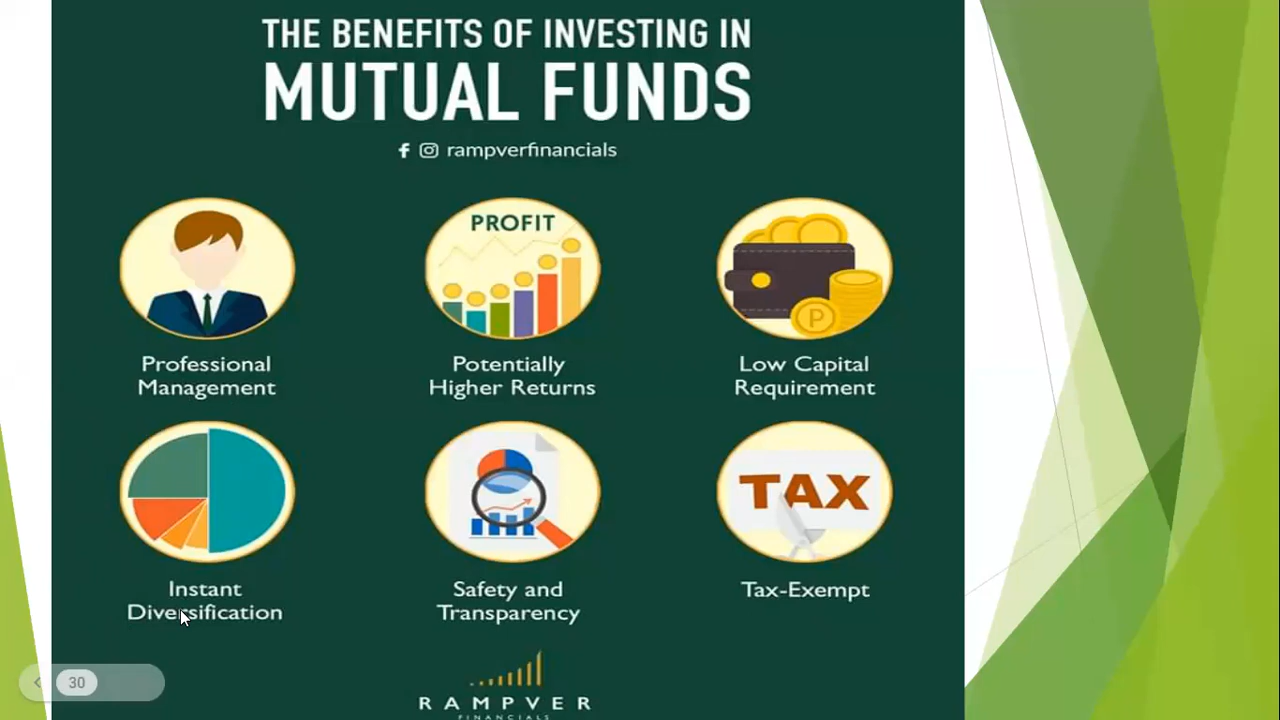 THE BENEFITS OF INVESTING IN
MUTUAL FUNDS
rampverfinancials
PROFIT
P
Professional
Management
Potentially
Higher Returns
Low Capital
Requirement
TAX
Instant
Diversification
Safety and
Transparency
Tax-Exempt
30
RAMPVER
FINANCIALS